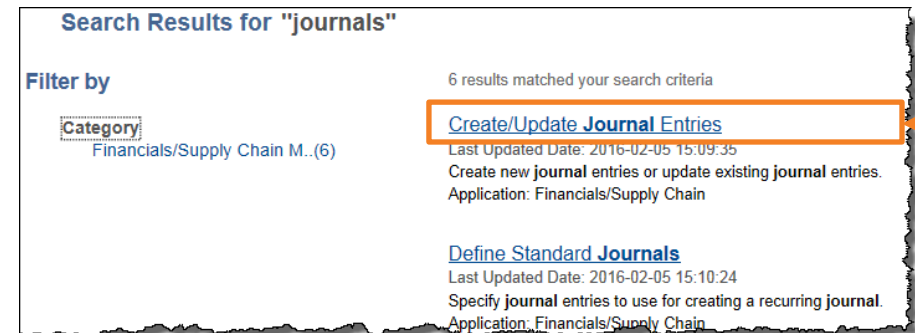 Search Results for "journals"
Filter by
Category
Financials/Supply Chain M..(6)
6 results matched your search criteria
Create/Update Journal Entries
Last Updated Date: 2016-02-05 15:09:35
Create new journal entries or update existing journal entries.
Application: Financials/Supply Chain
Define Standard Journals
Last Updated Date: 2016-02-05 15:10:24
Specify journal entries to use for creating a recurring journal.
Application: Financials/Supply Chain